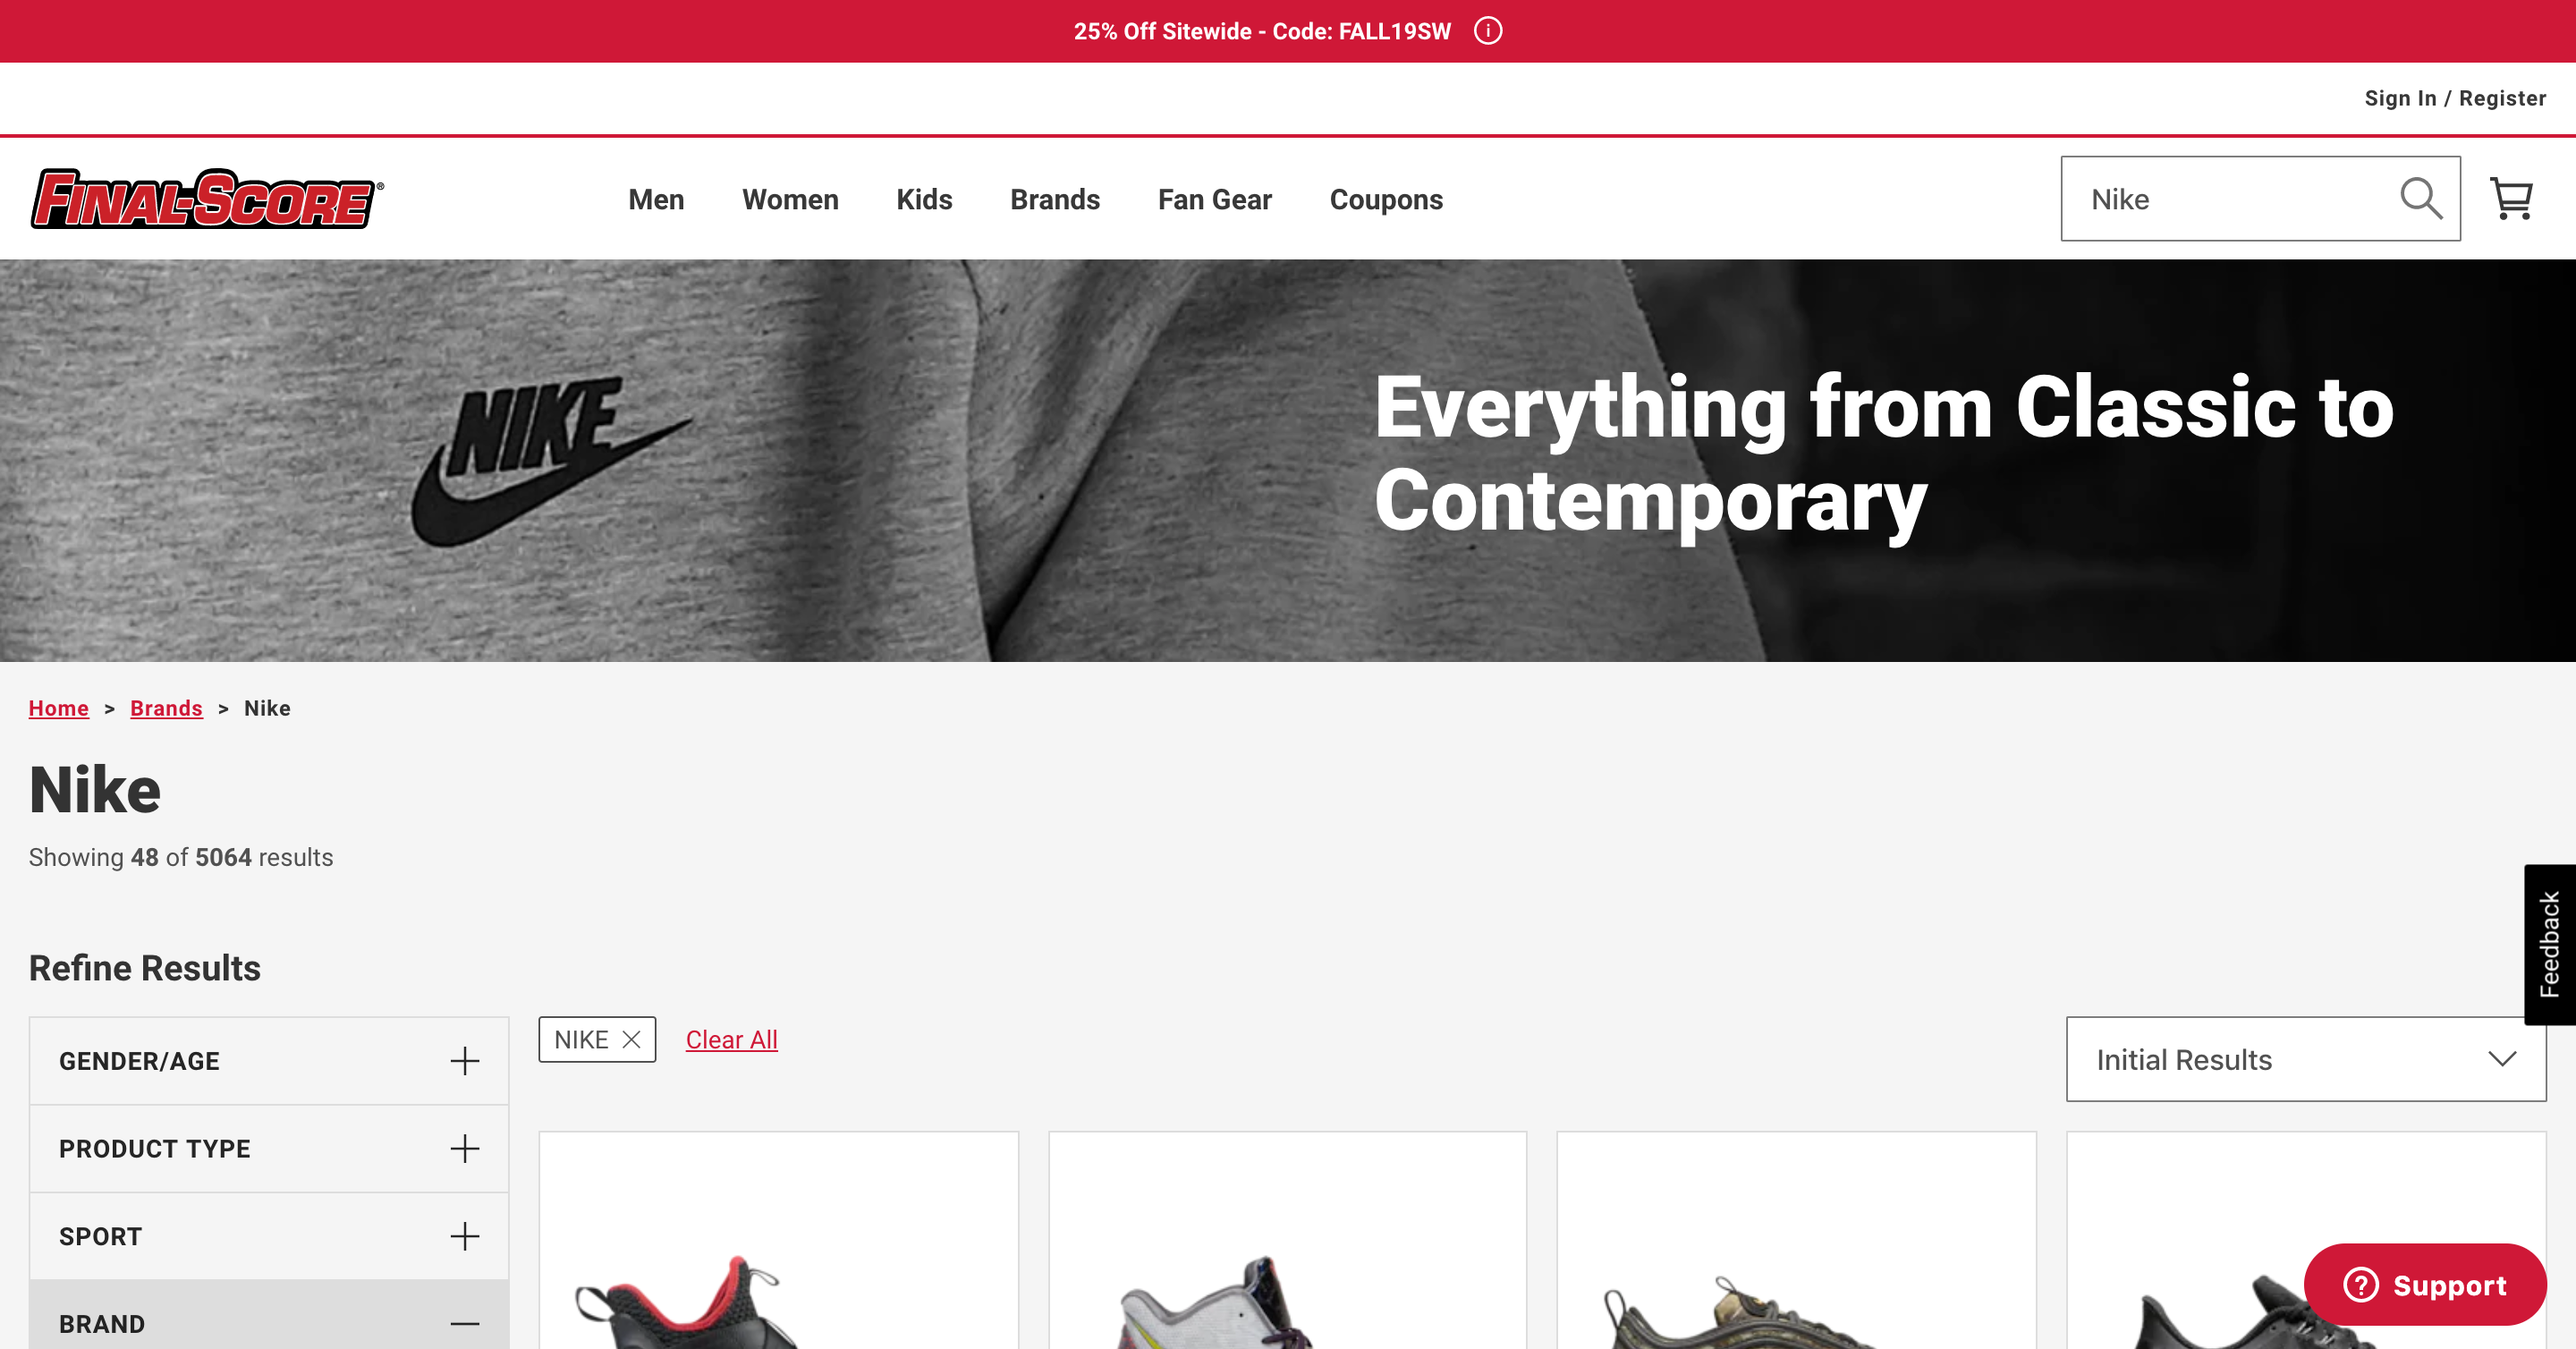 25% Off Sitewide - Code: FALL19SW
Sign In / Register
FINAL-SCORE®
Men Women Kids Brands Fan Gear Coupons
Nike
NIKE
Everything from Classic to
Contemporary
Home > Brands > Nike
Nike
Showing 48 of 5064 results
Feedback
Refine Results
GENDER/AGE
NIKE Clear All
Initial Results
PRODUCT TYPE
SPORT
BRAND
Support